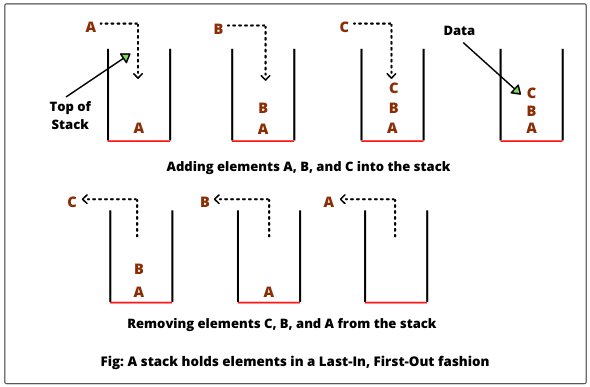 A
B
C
Data
Top of
Stack
A
B
A
C
B
A
C
B
A
Adding elements A, B, and C into the stack
C
B
A
B
A
A
Removing elements C, B, and A from the stack
Fig: A stack holds elements in a Last-In, First-Out fashion